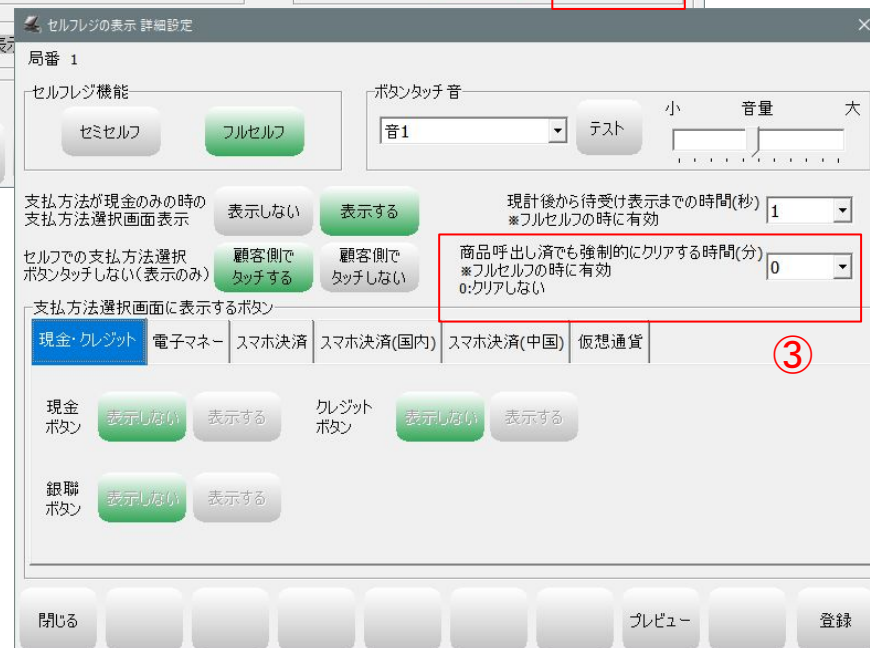 セルフレジの表示 詳細設定
局番 1
セルフレジ機能
セミセルフ
フルセルフ
ボタンタッチ音
音1
テスト
小 音量 大
支払方法が現金のみの時の
支払方法選択画面表示
表示しない
表示する
現計後から待受け表示までの時間(秒)
※フルセルフの時に有効
1
セルフでの支払方法選択
ボタンタッチしない(表示のみ)
顧客側で
タッチする
顧客側で
タッチしない
商品呼出し済でも強制的にクリアする時間(分)
※フルセルフの時に有効
0:クリアしない
0
③
支払方法選択画面に表示するボタン
現金・クレジット
電子マネー
スマホ決済
スマホ決済(国内)
スマホ決済(中国)
仮想通貨
現金
ボタン
表示しない
表示する
クレジット
ボタン
表示しない
表示する
銀聯
ボタン
表示しない
表示する
閉じる
プレビュー
登録